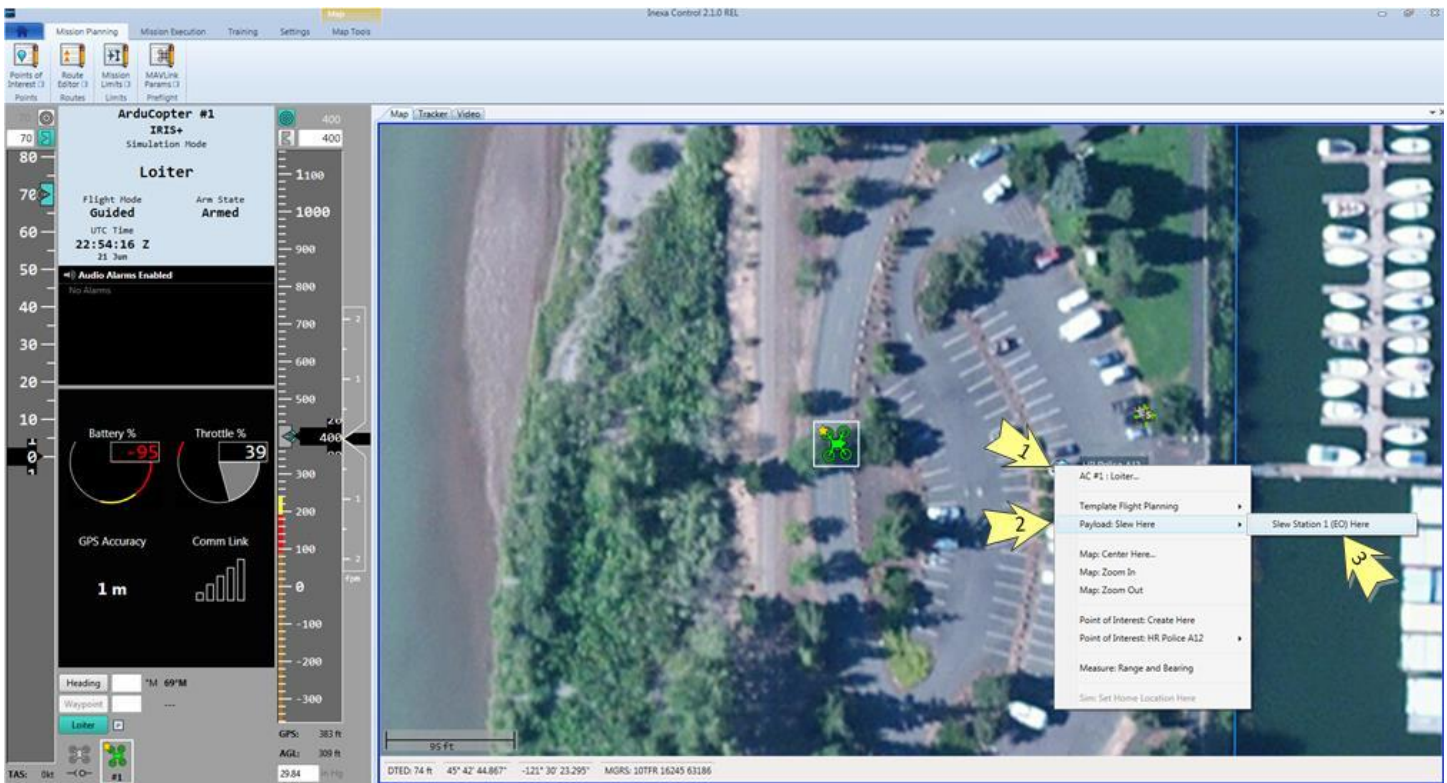 Map
Inexa Control 2.1.0 REL
Mission Planning Mission Execution Training Settings Map Tools
Points of Interest
Route Editor
Mission Limits
MAVLink Params
Points Routes Limits Preflight
70
70
80
70
60
50
40
30
20
10
0
TAS: 0kt
ArduCopter #1
IRIS+
Simulation Mode
Loiter
Flight Mode Arm State
Guided Armed
UTC Time
22:54:16 Z
21 Jun
Audio Alarms Enabled
No Alarms
Battery % Throttle %
-95 39
GPS Accuracy Comm Link
1 m
Heading °M 69°M
Waypoint ---
Loiter
#1
400
400
1100
1000
900
800
700
600
500
400
300
200
100
0
-100
-200
-300
2
1
1
2
fpm
GPS: 383 ft
AGL: 309 ft
29.84 in Hg
Map Tracker Video
1
HR Police A12
AC #1 : Loiter...
Template Flight Planning
2
Payload: Slew Here
Slew Station 1 (EO) Here
3
Map: Center Here...
Map: Zoom In
Map: Zoom Out
Point of Interest: Create Here
Point of Interest: HR Police A12
Measure: Range and Bearing
Sim: Set Home Location Here
95 ft
DTED: 74 ft 45° 42' 44.867" -121° 30' 23.295" MGRS: 10TFR 16245 63186